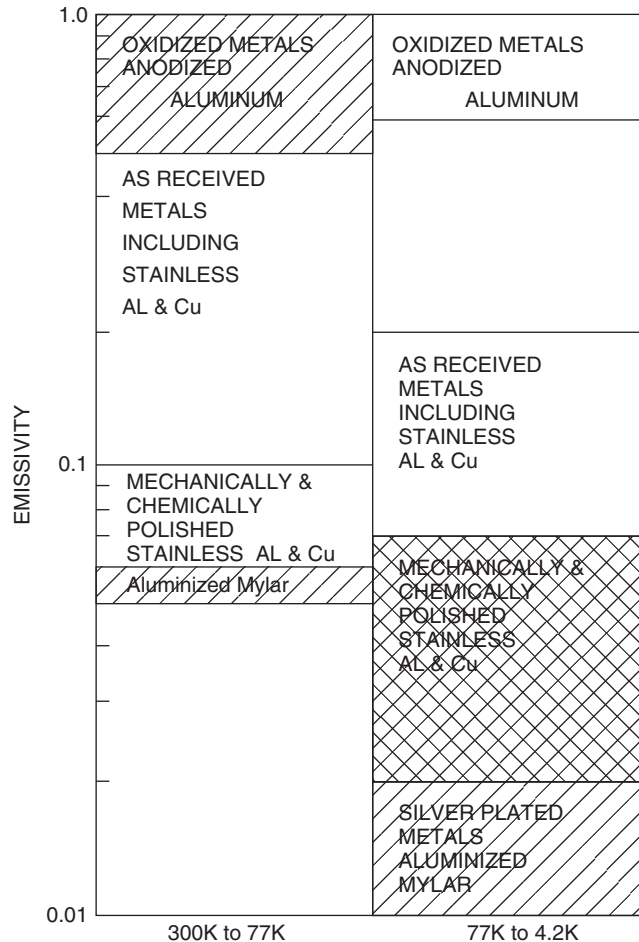 1.0
OXIDIZED METALS
ANODIZED
ALUMINUM
OXIDIZED METALS
ANODIZED
ALUMINUM
AS RECEIVED
METALS
INCLUDING
STAINLESS
AL & Cu
AS RECEIVED
METALS
INCLUDING
STAINLESS
AL & Cu
EMISSIVITY
0.1
MECHANICALLY &
CHEMICALLY
POLISHED
STAINLESS AL & Cu
Aluminized Mylar
MECHANICALLY &
CHEMICALLY
POLISHED
STAINLESS
AL & Cu
SILVER PLATED
METALS
ALUMINIZED
MYLAR
0.01
300K to 77K
77K to 4.2K